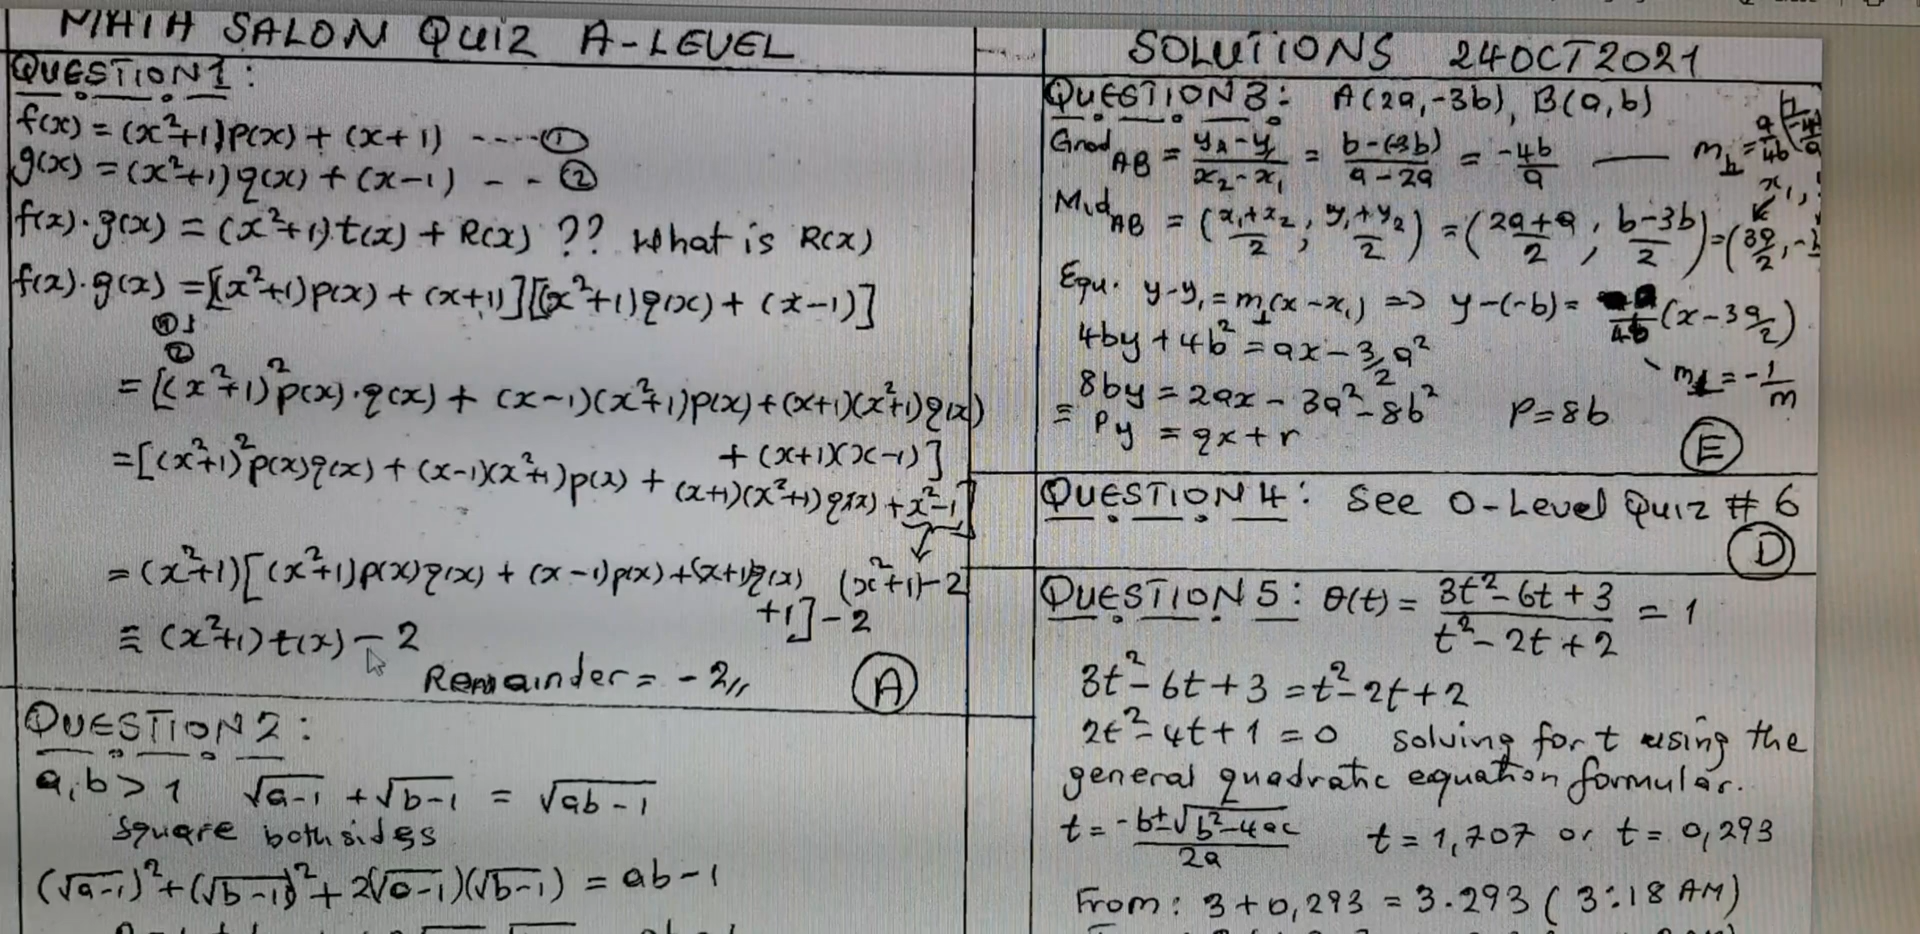 MATH SALON QUIZ A-LEVEL
QUESTION 1:
f(x) = (x²+1)p(x) + (x+1) ----- ①
g(x) = (x²+1)q(x) + (x-1) - - ②
f(x)·g(x) = (x²+1)t(x) + R(x) ?? What is R(x)
f(x)·g(x) = [(x²+1)p(x) + (x+1)][(x²+1)q(x) + (x-1)]
①↓
②
= [(x²+1)²p(x)·q(x) + (x-1)(x²+1)p(x) + (x+1)(x²+1)q(x)
+ (x+1)(x-1)]
= [(x²+1)²p(x)q(x) + (x-1)(x²+1)p(x) + (x+1)(x²+1)q(x) + x²-1]
= (x²+1)[(x²+1)p(x)q(x) + (x-1)p(x) + (x+1)q(x) (x²+1)-2
+1] - 2
≡ (x²+1)t(x) - 2
Remainder = -2,, Ⓐ
QUESTION 2:
a,b > 1 √a-1 + √b-1 = √ab-1
Square both sides
(√a-1)² + (√b-1)² + 2(√a-1)(√b-1) = ab-1
SOLUTIONS 24OCT2021
QUESTION 3: A(2a,-3b), B(a,b)
Grad AB = = b-(-3b)/a-2a = -4b/a
Mid AB = (x₁+x₂/2 ; y₁+y₂/2) = (2a+a/2 ; b-3b/2) = (3a/2,
Equ. y-y₁ = m⊥(x-x₁) => y-(-b) = /4b (x-3a/2)
4by + 4b² = ax - 3/2 a²
m⊥ = -1/m
8by = 2ax - 3a² - 8b² P=8b
≡ Py = qx + r Ⓔ
QUESTION 4: See O-Level Quiz # 6
Ⓓ
QUESTION 5: θ(t) = 3t²-6t+3/t²-2t+2 = 1
3t²-6t+3 = t²-2t+2
2t²-4t+1 = 0 solving for t using the
general quadratic equation formular.
t = -b±√b²-4ac/2a t = 1,707 or t = 0,293
From: 3+0,293 = 3.293 (3:18 AM)